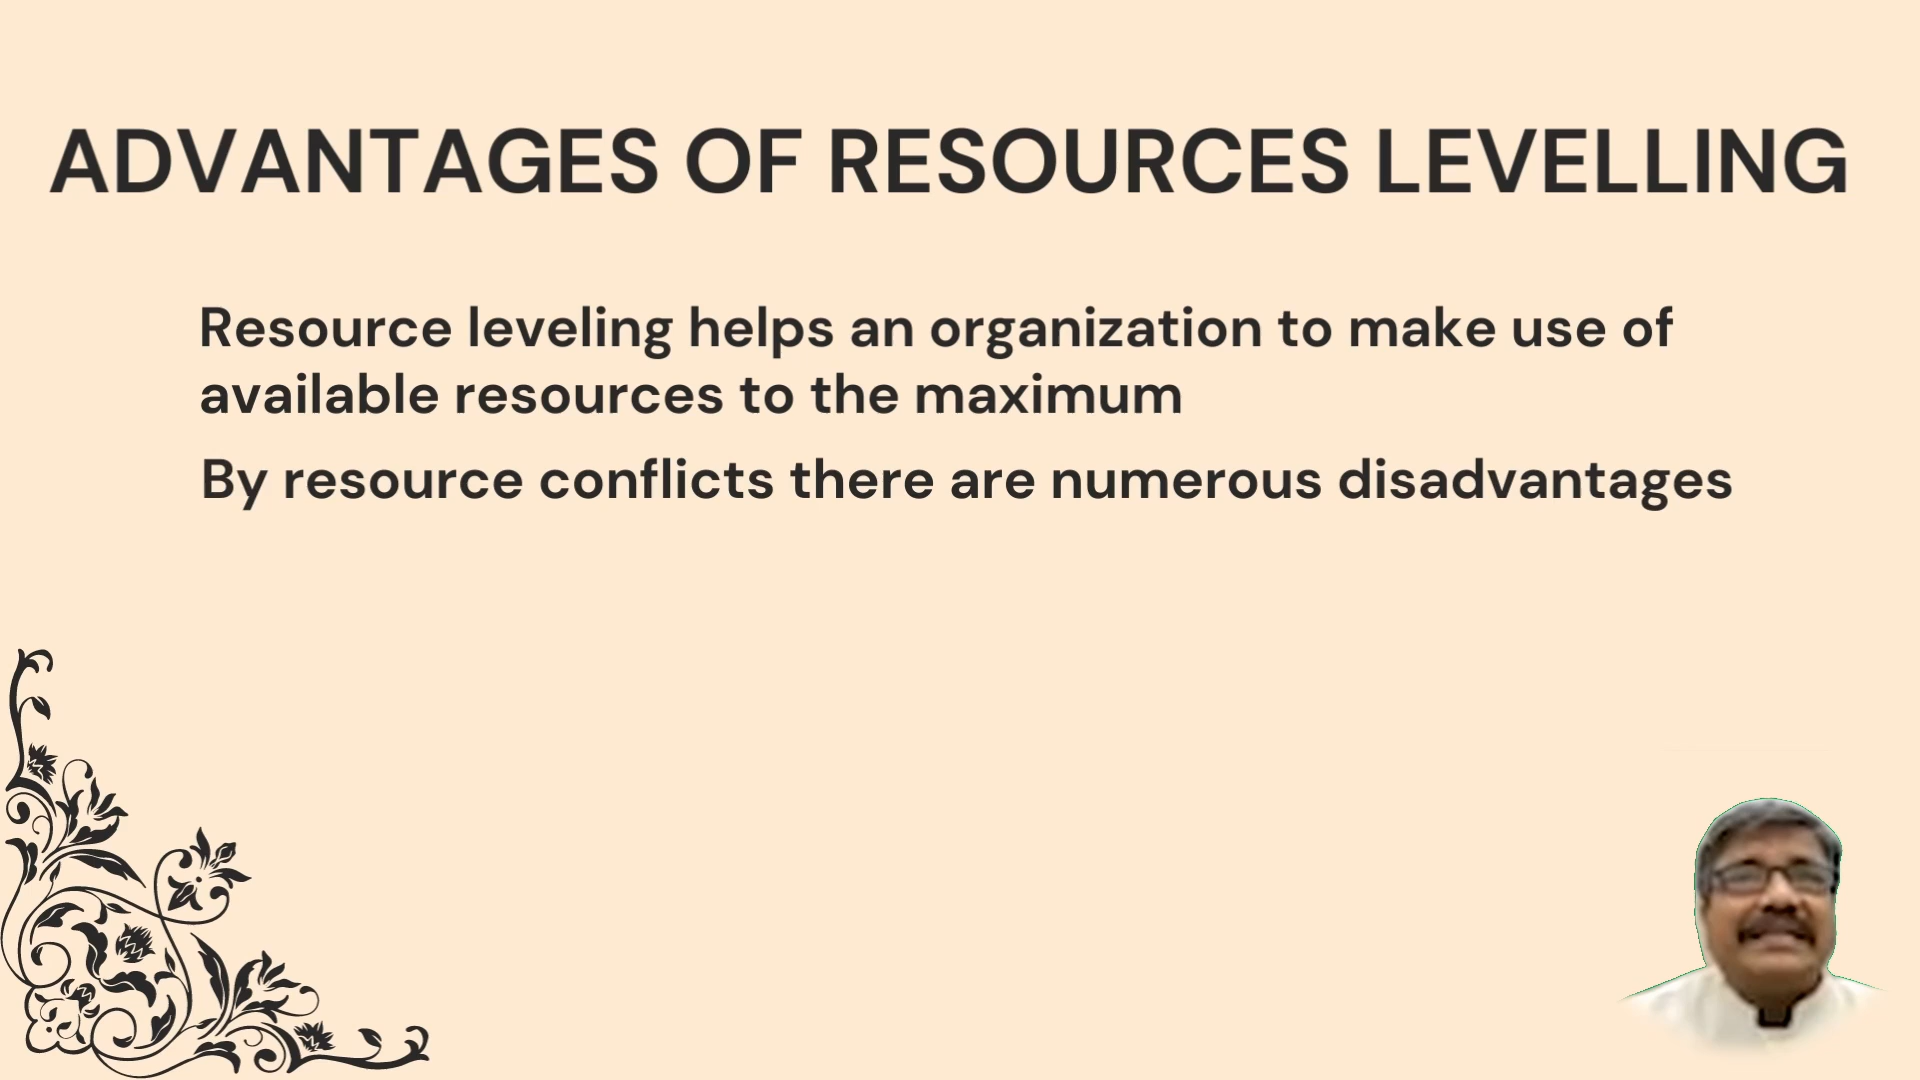 ADVANTAGES OF RESOURCES LEVELLING
Resource leveling helps an organization to make use of
available resources to the maximum
By resource conflicts there are numerous disadvantages